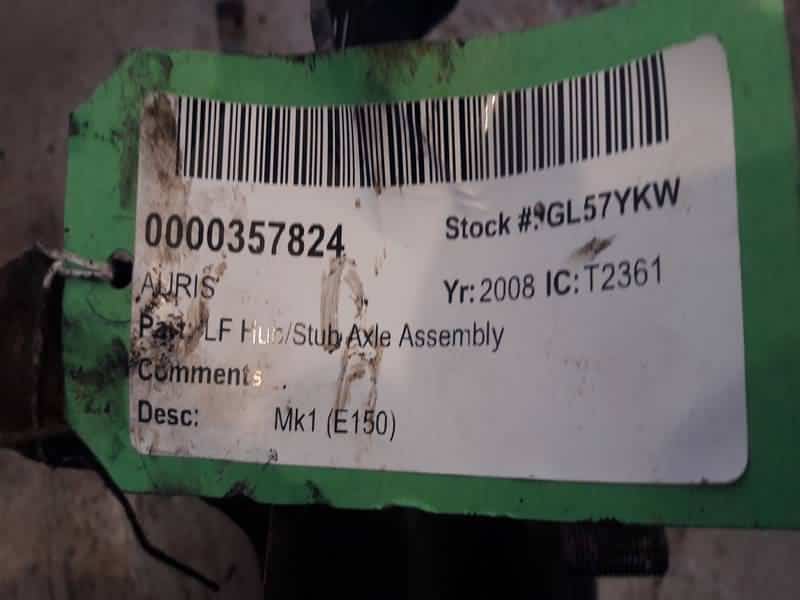 0000357824
Stock #: GL57YKW
AURIS
Yr: 2008 IC: T2361
Part: LF Hub/Stub Axle Assembly
Comments
Desc: Mk1 (E150)